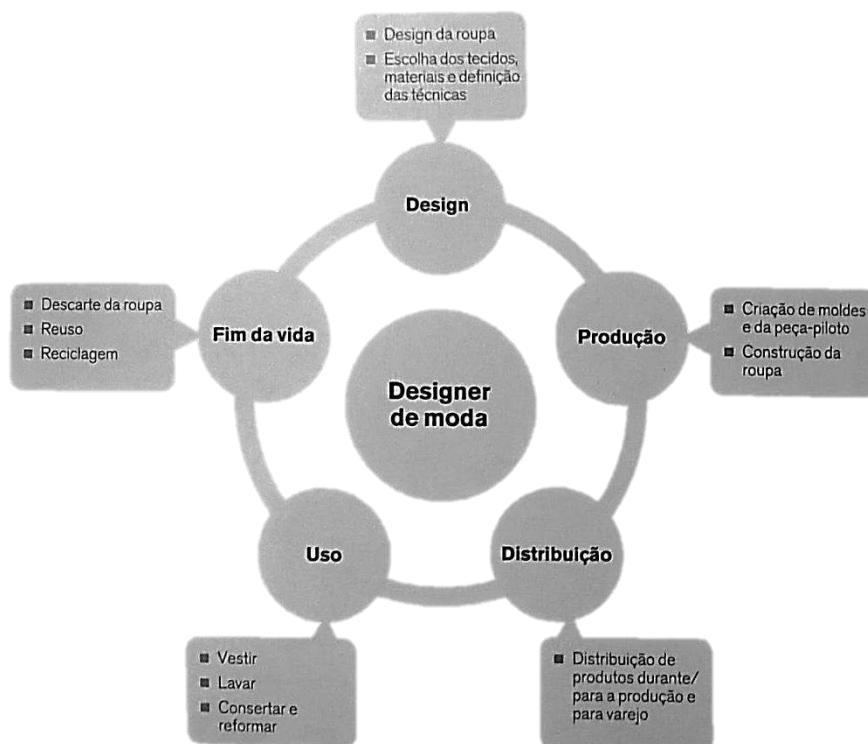 Design da roupa
Escolha dos tecidos,
materiais e definição
das técnicas
Design
Descarte da roupa
Reuso
Reciclagem
Fim da vida
Produção
Criação de moldes
e da peça-piloto
Construção da
roupa
Designer
de moda
Uso
Distribuição
Vestir
Lavar
Consertar e
reformar
Distribuição de
produtos durante/
para a produção e
para varejo